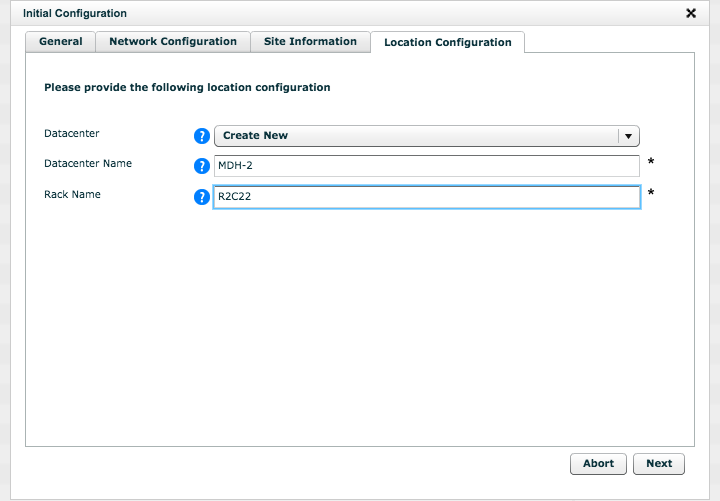 Initial Configuration
General Network Configuration Site Information Location Configuration
Please provide the following location configuration
Datacenter ? Create New
Datacenter Name ? MDH-2 *
Rack Name ? R2C22 *
Abort Next